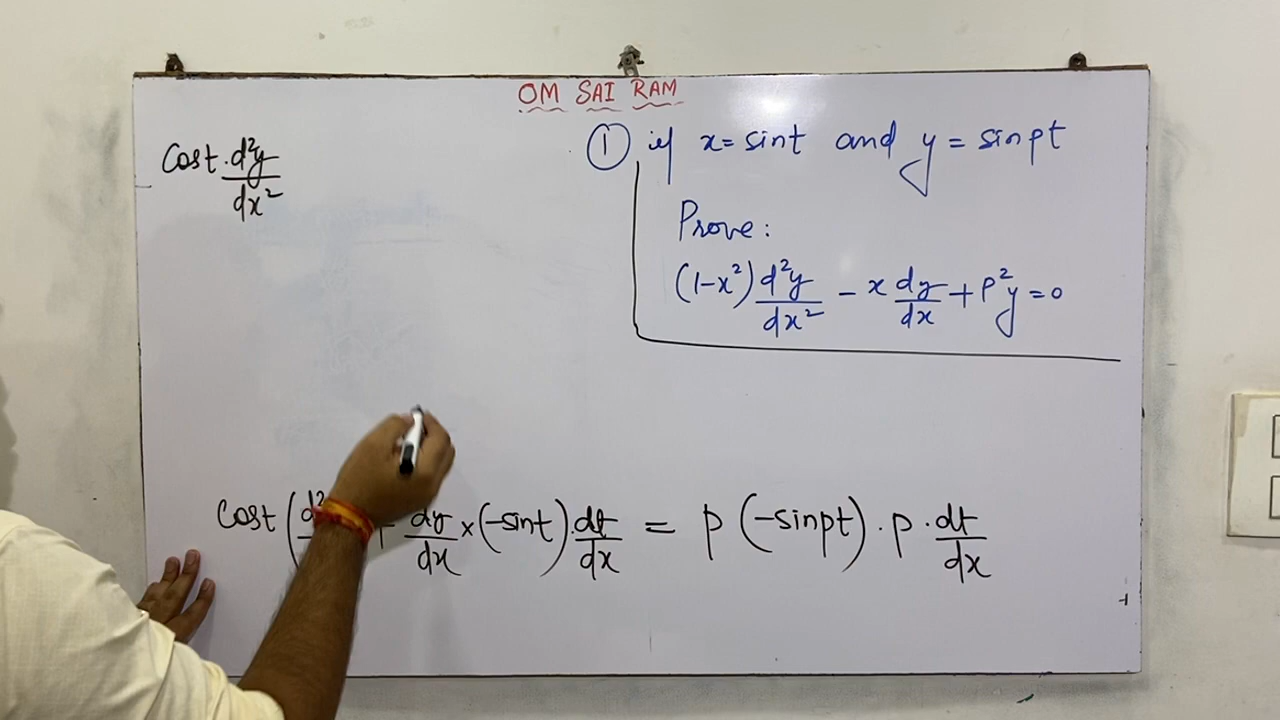 OM SAI RAM
① if x = sint and y = sinpt
Prove:
(1-x²) d²y/dx² - x dy/dx + p²y = 0
Cost. d²y/dx²
Cost (d² dy/dx × (-sint). dt/dx = p (-sinpt). p. dt/dx